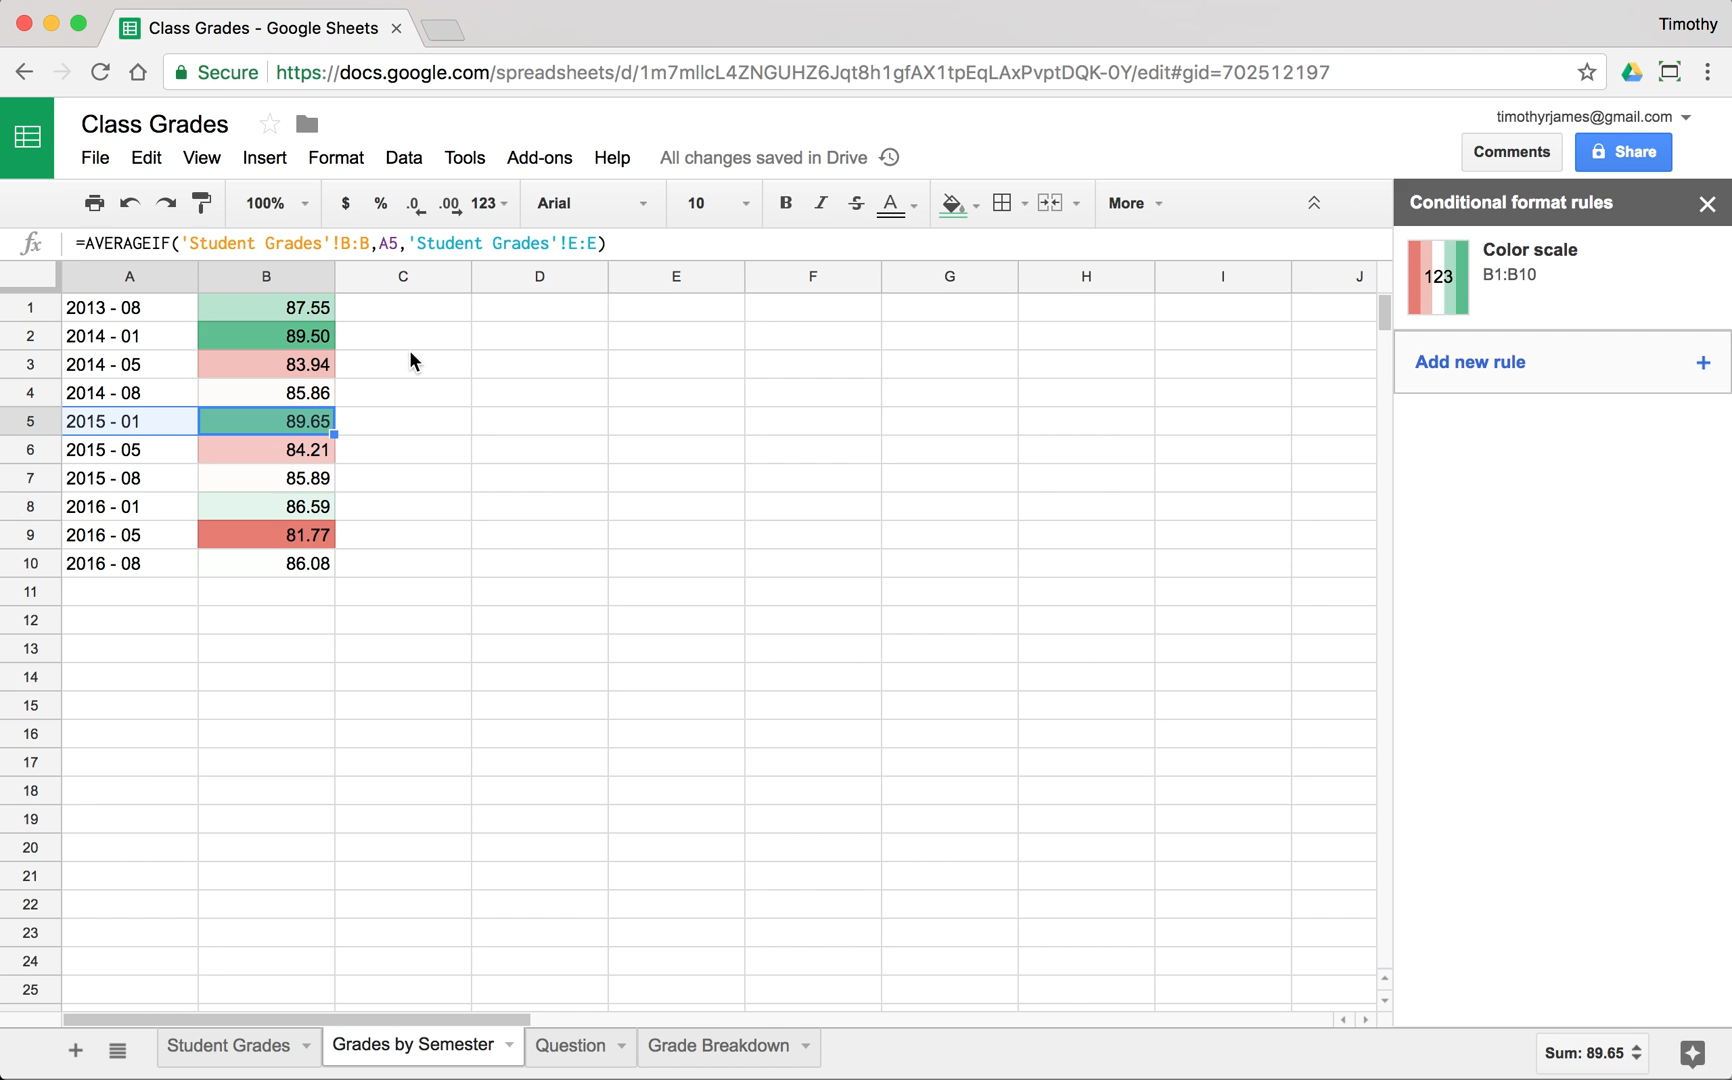 Class Grades - Google Sheets
Timothy
Secure https://docs.google.com/spreadsheets/d/1m7mllcL4ZNGUHZ6Jqt8h1gfAX1tpEqLAxPvptDQK-0Y/edit#gid=702512197
Class Grades
timothyrjames@gmail.com
File Edit View Insert Format Data Tools Add-ons Help All changes saved in Drive
Comments Share
100% $ % .0 .00 123 Arial 10 B I S A More
Conditional format rules
fx =AVERAGEIF('Student Grades'!B:B,A5,'Student Grades'!E:E)
Color scale
123 B1:B10
Add new rule +
A B C D E F G H I J
1 2013 - 08 87.55
2 2014 - 01 89.50
3 2014 - 05 83.94
4 2014 - 08 85.86
5 2015 - 01 89.65
6 2015 - 05 84.21
7 2015 - 08 85.89
8 2016 - 01 86.59
9 2016 - 05 81.77
10 2016 - 08 86.08
11
12
13
14
15
16
17
18
19
20
21
22
23
24
25
+ Student Grades Grades by Semester Question Grade Breakdown Sum: 89.65